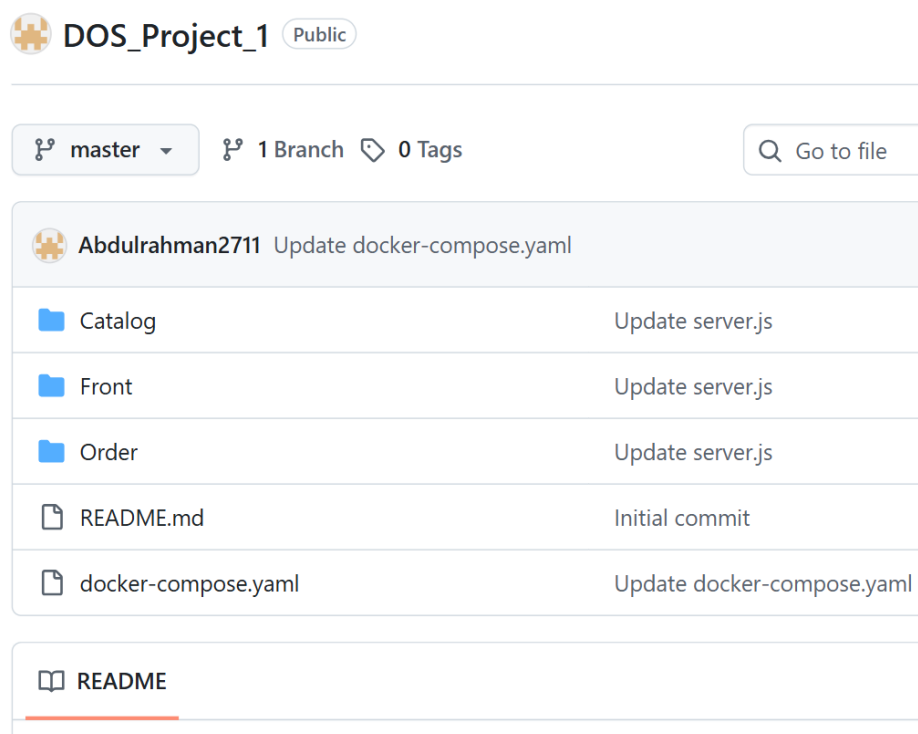 DOS_Project_1 Public
master 1 Branch 0 Tags Go to file
Abdulrahman2711 Update docker-compose.yaml
Catalog Update server.js
Front Update server.js
Order Update server.js
README.md Initial commit
docker-compose.yaml Update docker-compose.yaml
README